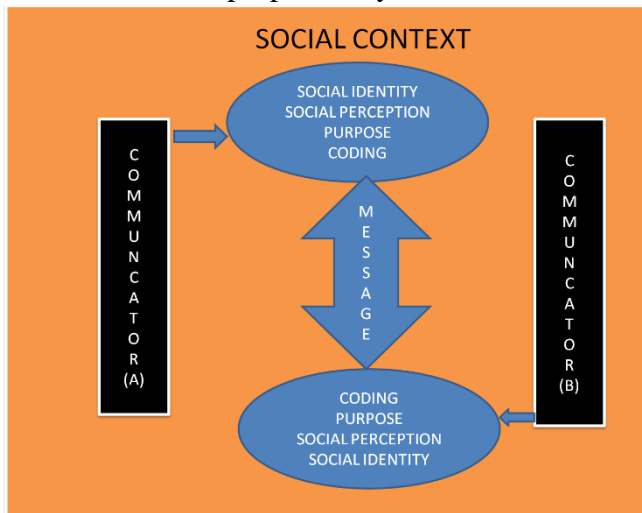 SOCIAL CONTEXT
SOCIAL IDENTITY
SOCIAL PERCEPTION
PURPOSE
CODING
COMMUNCATOR (A)
MESSAGE
COMMUNCATOR (B)
CODING
PURPOSE
SOCIAL PERCEPTION
SOCIAL IDENTITY